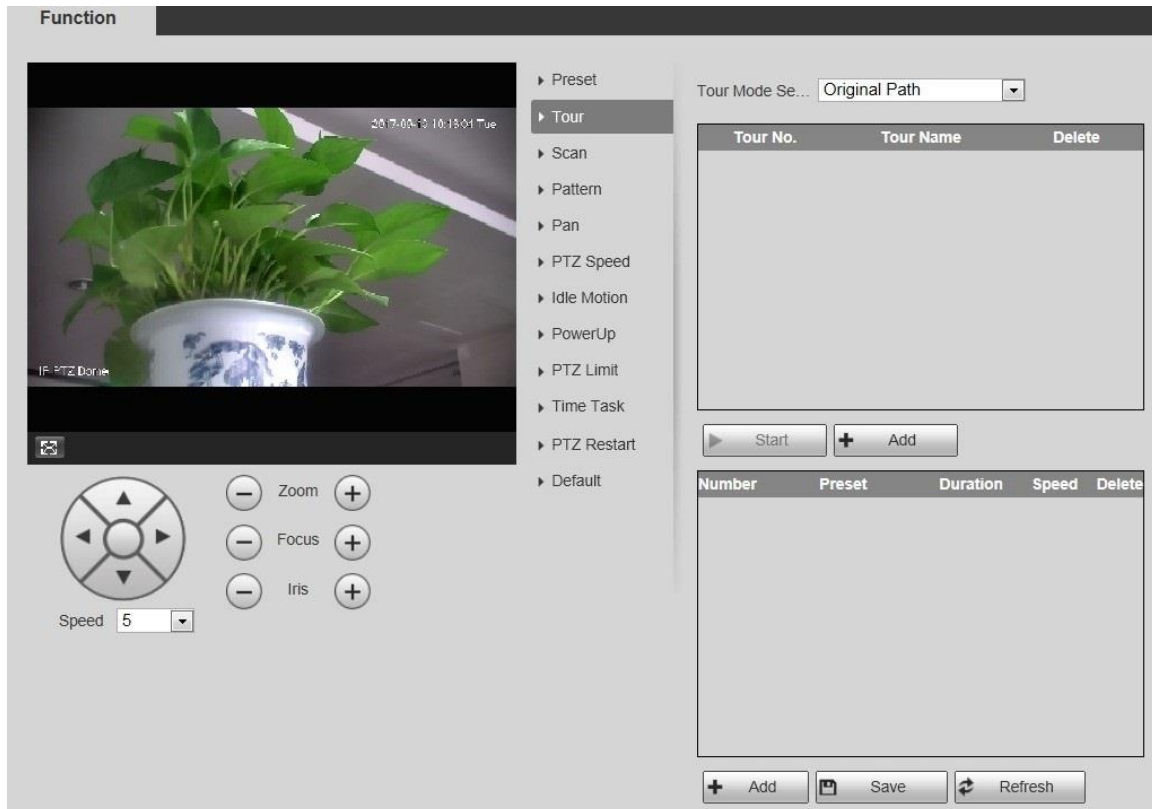 Function
Preset
Tour
Scan
Pattern
Pan
PTZ Speed
Idle Motion
PowerUp
PTZ Limit
Time Task
PTZ Restart
Default
Zoom
Focus
Iris
Speed 5
Tour Mode Se... Original Path
Tour No. Tour Name Delete
Start Add
Number Preset Duration Speed Delete
Add Save Refresh
PTZ Dome
Tue